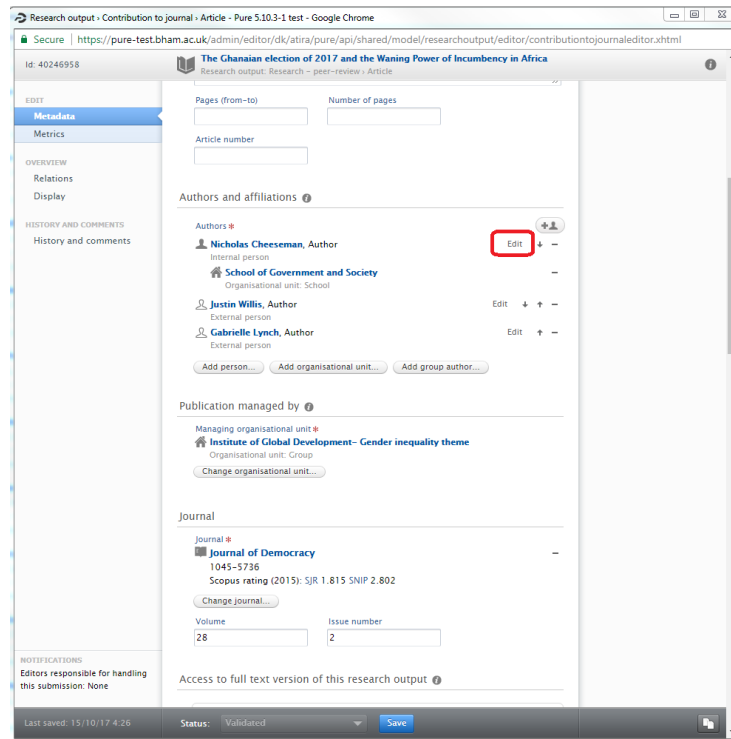 Research output › Contribution to journal › Article - Pure 5.10.3-1 test - Google Chrome
Secure | https://pure-test.bham.ac.uk/admin/editor/dk/atira/pure/api/shared/model/researchoutput/editor/contributiontojournaleditor.xhtml
Id: 40246958
The Ghanaian election of 2017 and the Waning Power of Incumbency in Africa
Research output: Research - peer-review › Article
EDIT
Metadata
Metrics
OVERVIEW
Relations
Display
HISTORY AND COMMENTS
History and comments
Pages (from-to) Number of pages
Article number
Authors and affiliations
Authors *
Nicholas Cheeseman, Author Edit
Internal person
School of Government and Society
Organisational unit: School
Justin Willis, Author Edit
External person
Gabrielle Lynch, Author Edit
External person
Add person... Add organisational unit... Add group author...
Publication managed by
Managing organisational unit *
Institute of Global Development– Gender inequality theme
Organisational unit: Group
Change organisational unit...
Journal
Journal *
Journal of Democracy
1045-5736
Scopus rating (2015): SJR 1.815 SNIP 2.802
Change journal...
Volume Issue number
28 2
Access to full text version of this research output
NOTIFICATIONS
Editors responsible for handling
this submission: None
Last saved: 15/10/17 4:26 Status: Validated Save